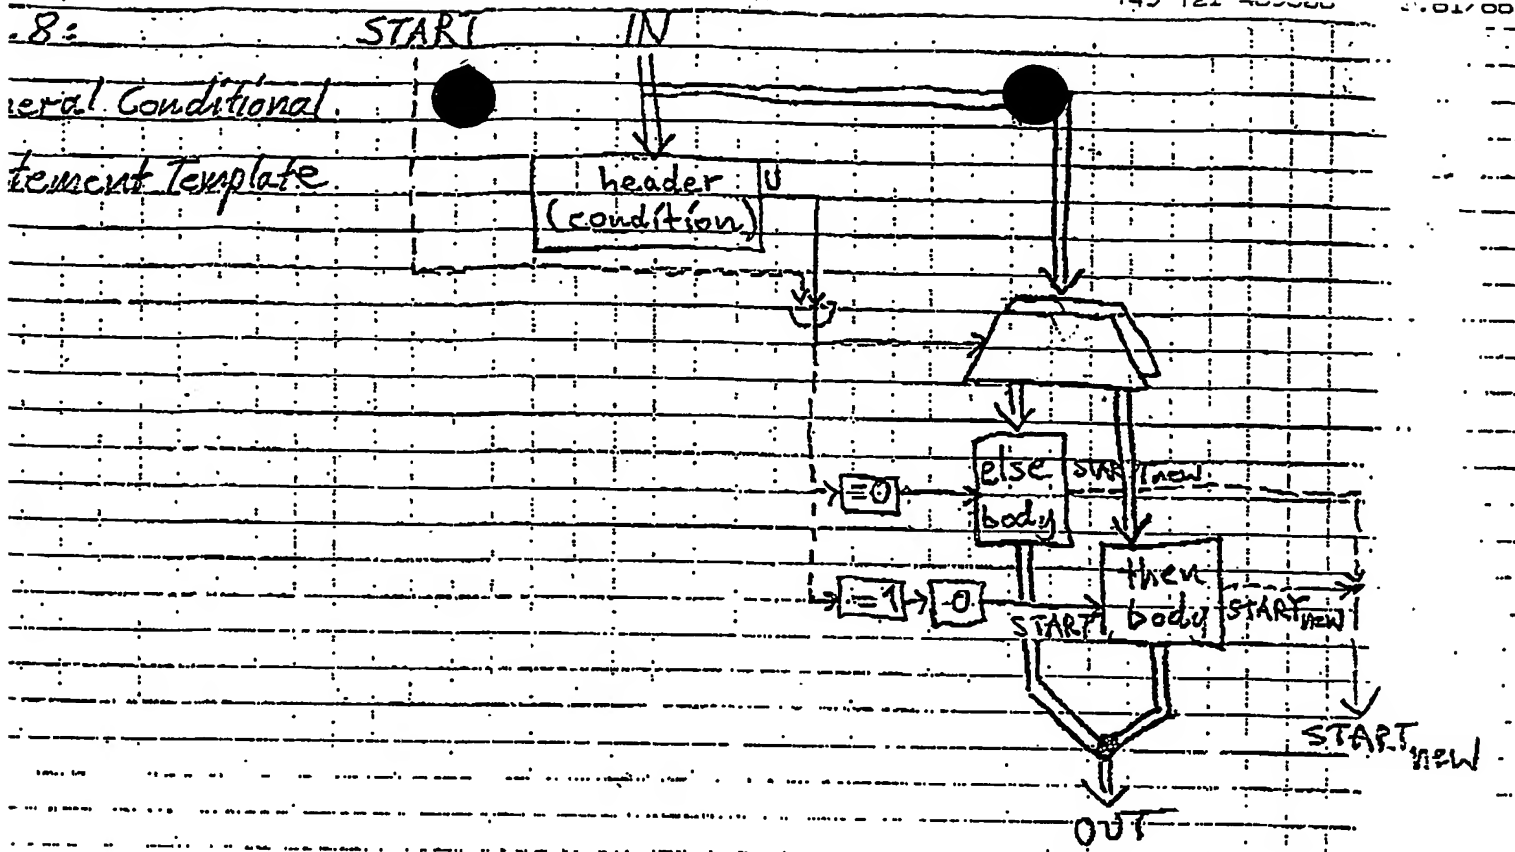 .8: START IN
neral Conditional
tement Template
header U
(condition)
else START new
body
=0
then
body
=1 0
START
START new
START new
OUT